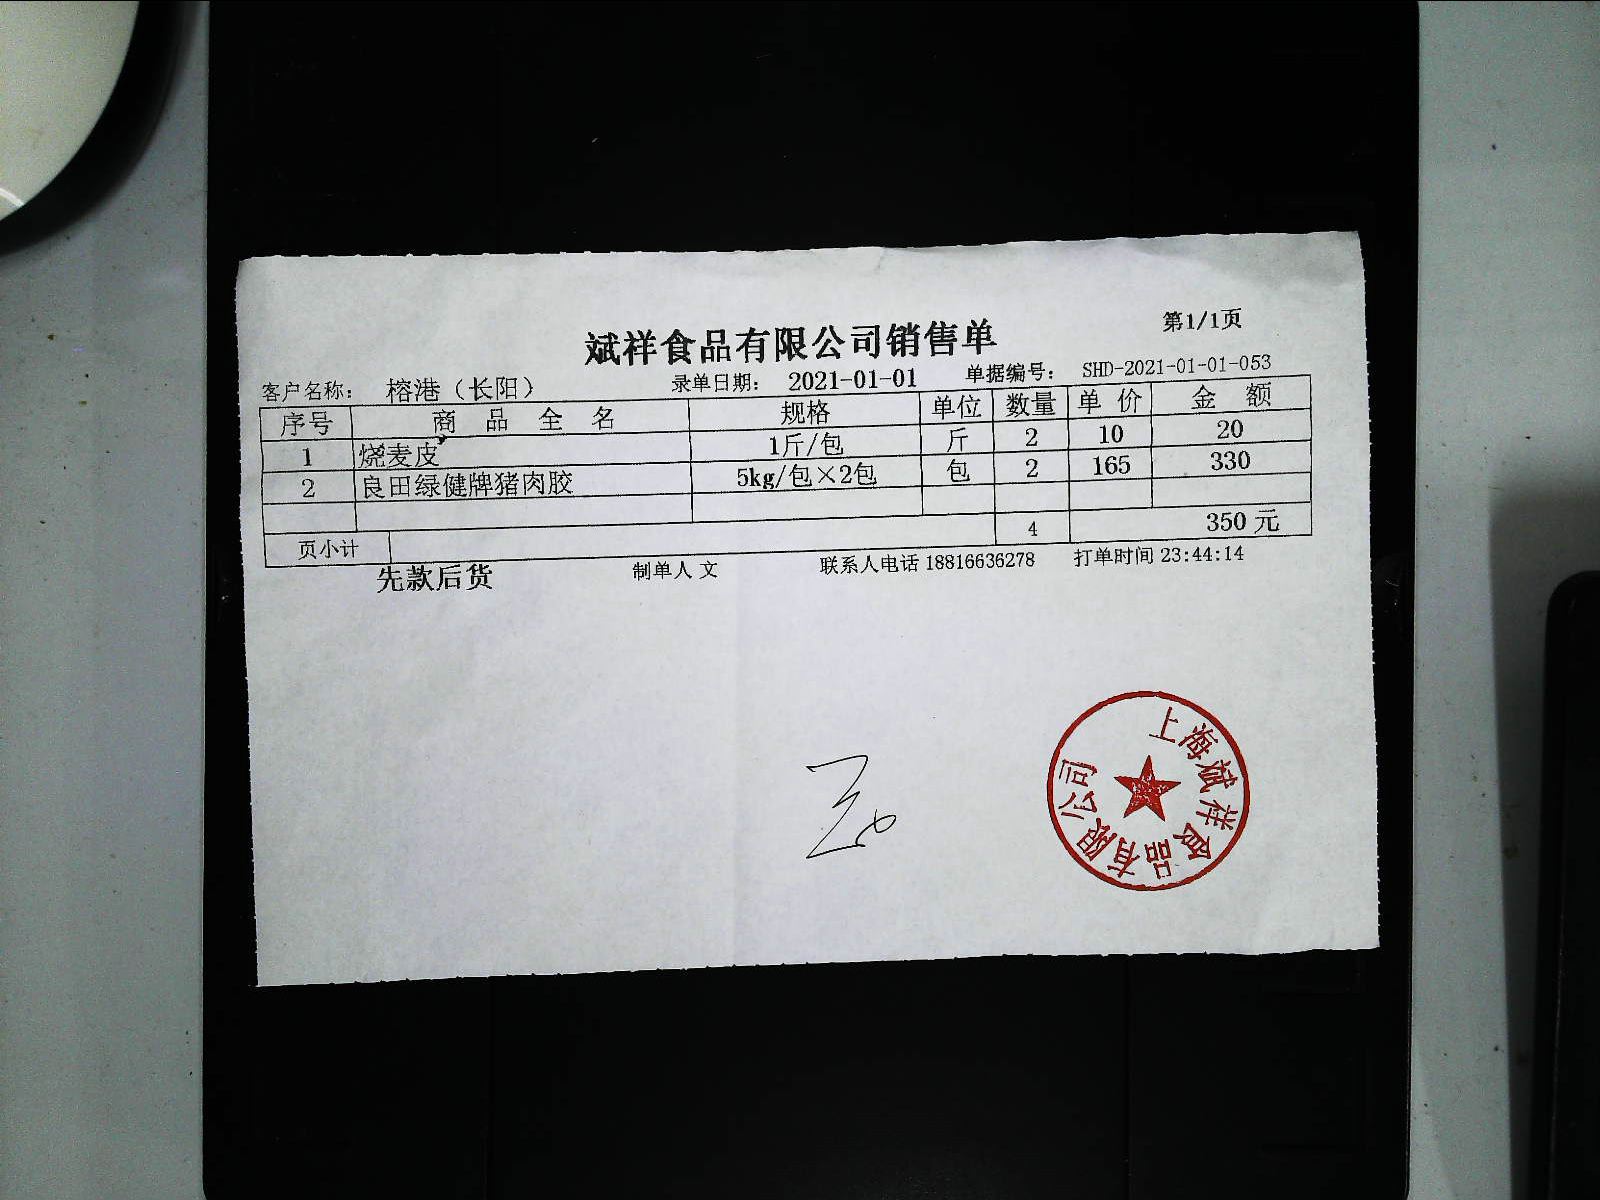 第1/1页
斌祥食品有限公司销售单
客户名称： 榕港（长阳） 录单日期： 2021-01-01 单据编号： SHD-2021-01-01-053
序号 商品全名 规格 单位 数量 单价 金额
1 烧麦皮 1斤/包 斤 2 10 20
2 良田绿健牌猪肉胶 5kg/包×2包 包 2 165 330
页小计 4 350元
先款后货 制单人 文 联系人电话 18816636278 打单时间 23:44:14
上海斌祥食品有限公司